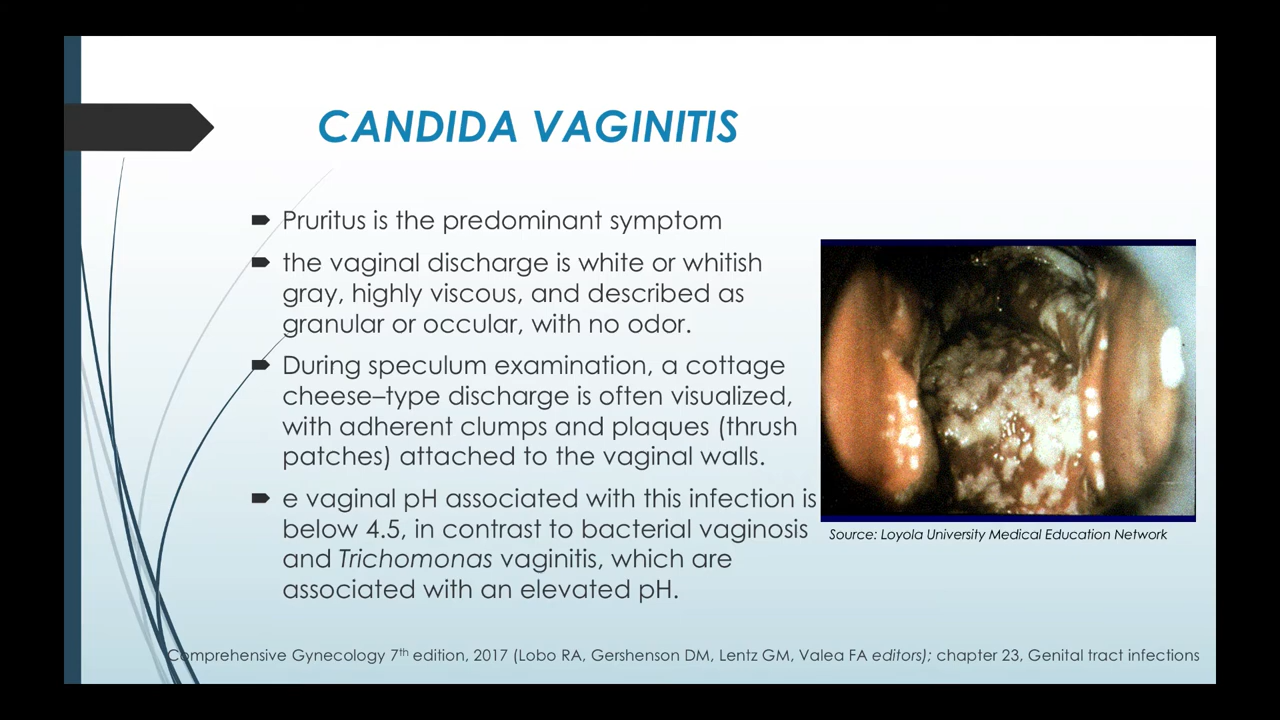 CANDIDA VAGINITIS
Pruritus is the predominant symptom
the vaginal discharge is white or whitish
gray, highly viscous, and described as
granular or occular, with no odor.
During speculum examination, a cottage
cheese–type discharge is often visualized,
with adherent clumps and plaques (thrush
patches) attached to the vaginal walls.
e vaginal pH associated with this infection is
below 4.5, in contrast to bacterial vaginosis
and Trichomonas vaginitis, which are
associated with an elevated pH.
Source: Loyola University Medical Education Network
Comprehensive Gynecology 7th edition, 2017 (Lobo RA, Gershenson DM, Lentz GM, Valea FA editors); chapter 23, Genital tract infections